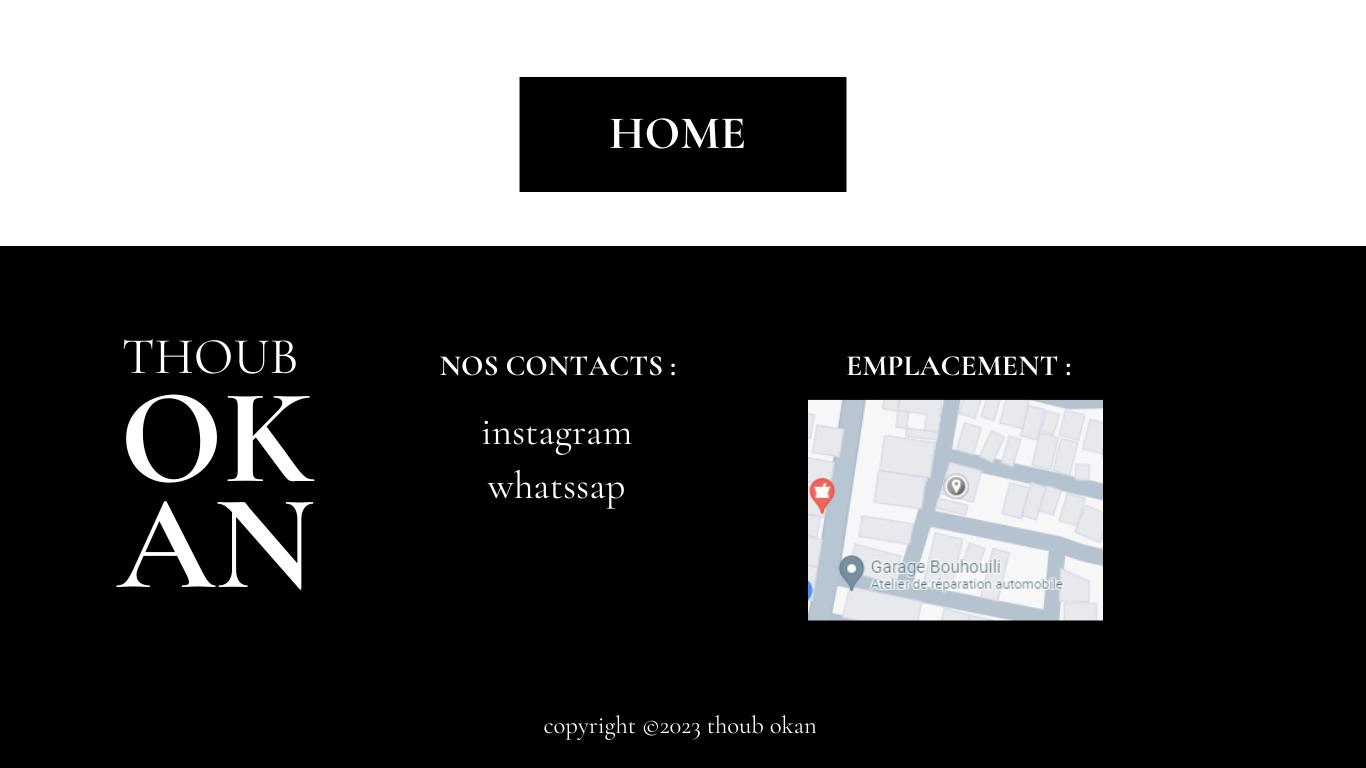 HOME
THOUB
OK
AN
NOS CONTACTS :
instagram
whatssap
EMPLACEMENT :
Garage Bouhouili
Atelier de réparation automobile
copyright ©2023 thoub okan